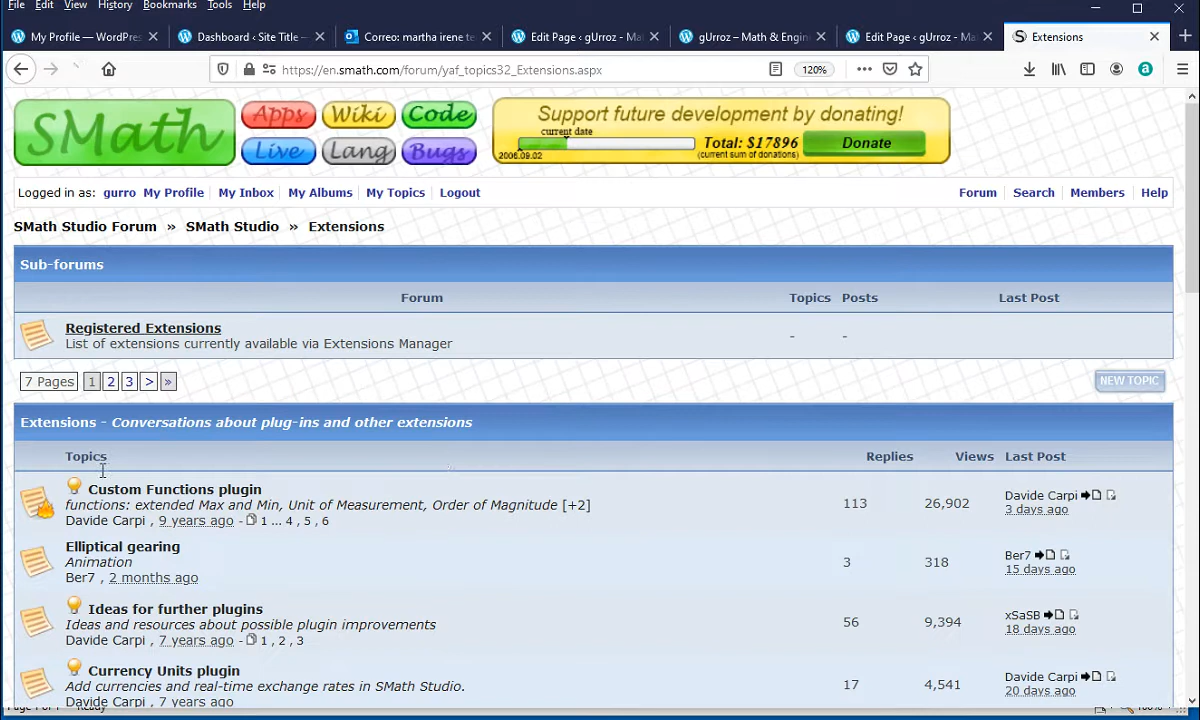 File Edit View History Bookmarks Tools Help
My Profile — WordPres
Dashboard ‹ Site Title —
Correo: martha irene te
Edit Page ‹ gUrroz - Ma
gUrroz – Math & Engin
Edit Page ‹ gUrroz - Ma
Extensions
https://en.smath.com/forum/yaf_topics32_Extensions.aspx
120%
SMath
Apps Wiki Code
Live Lang Bugs
Support future development by donating!
current date
2006.09.02
Total: $17896
(current sum of donations)
Donate
Logged in as: gurro My Profile My Inbox My Albums My Topics Logout
Forum Search Members Help
SMath Studio Forum » SMath Studio » Extensions
Sub-forums
Forum Topics Posts Last Post
Registered Extensions
List of extensions currently available via Extensions Manager
- -
7 Pages 1 2 3 > »
NEW TOPIC
Extensions - Conversations about plug-ins and other extensions
Topics Replies Views Last Post
Custom Functions plugin
functions: extended Max and Min, Unit of Measurement, Order of Magnitude [+2]
Davide Carpi , 9 years ago - 1 ... 4 , 5 , 6
113 26,902
Davide Carpi
3 days ago
Elliptical gearing
Animation
Ber7 , 2 months ago
3 318
Ber7
15 days ago
Ideas for further plugins
Ideas and resources about possible plugin improvements
Davide Carpi , 7 years ago - 1 , 2 , 3
56 9,394
xSaSB
18 days ago
Currency Units plugin
Add currencies and real-time exchange rates in SMath Studio.
Davide Carpi , 7 years ago
17 4,541
Davide Carpi
20 days ago